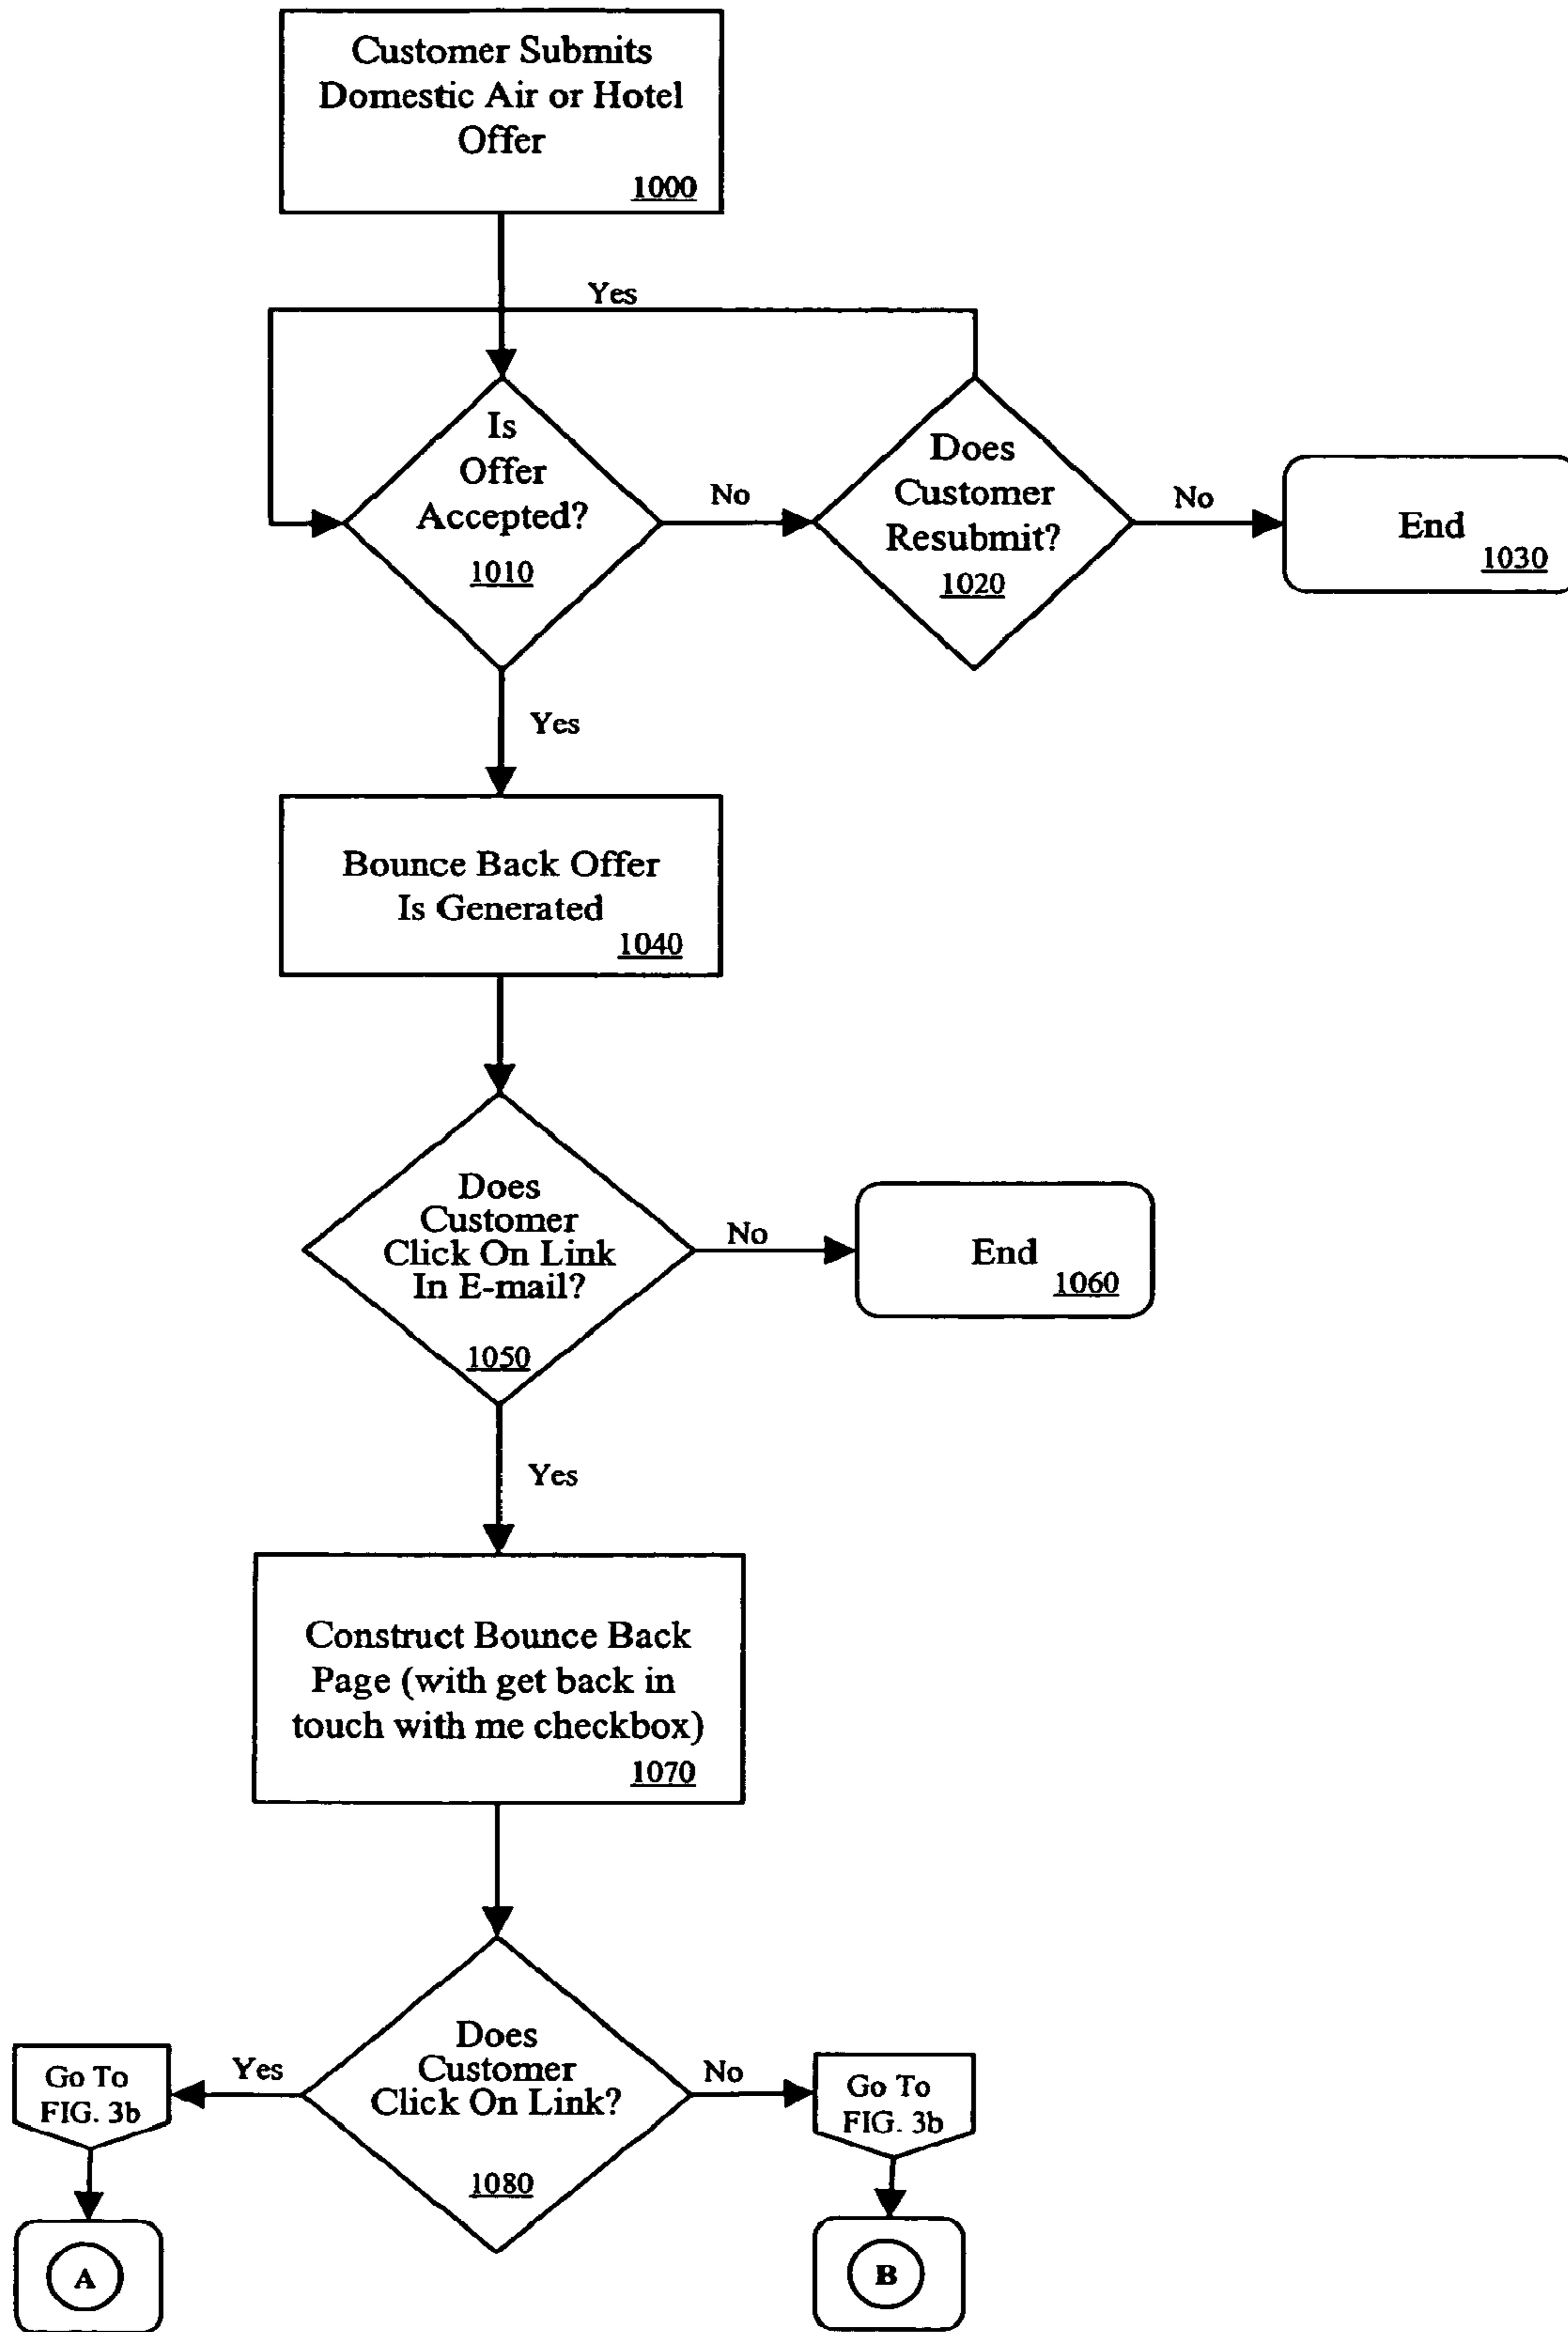 Customer Submits
Domestic Air or Hotel
Offer
1000
Yes
Is
Offer
Accepted?
1010
No
Does
Customer
Resubmit?
1020
No
End
1030
Yes
Bounce Back Offer
Is Generated
1040
Does
Customer
Click On Link
In E-mail?
1050
No
End
1060
Yes
Construct Bounce Back
Page (with get back in
touch with me checkbox)
1070
Does
Customer
Click On Link?
1080
Yes
Go To
FIG. 3b
A
No
Go To
FIG. 3b
B